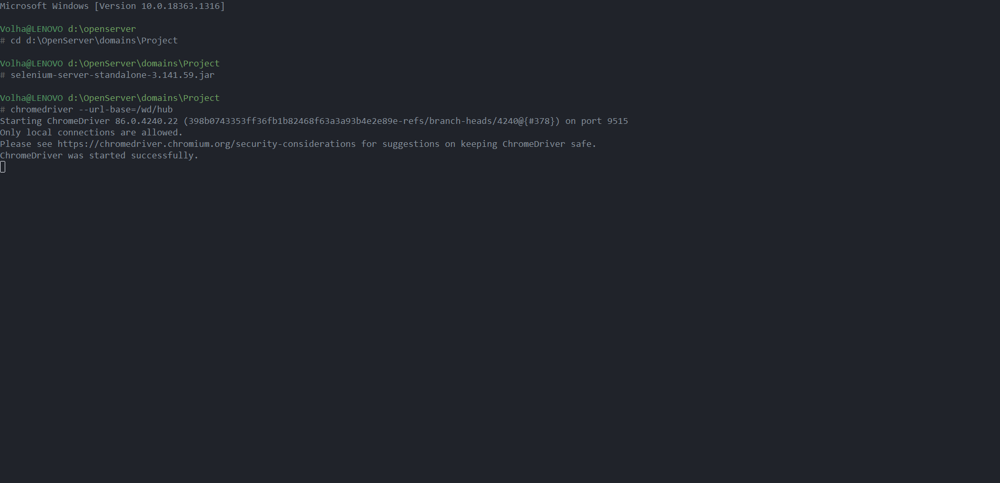 Microsoft Windows [Version 10.0.18363.1316]
Volha@LENOVO d:\openserver
# cd d:\OpenServer\domains\Project
Volha@LENOVO d:\OpenServer\domains\Project
# selenium-server-standalone-3.141.59.jar
Volha@LENOVO d:\OpenServer\domains\Project
# chromedriver --url-base=/wd/hub
Starting ChromeDriver 86.0.4240.22 (398b0743353ff36fb1b82468f63a3a93b4e2e89e-refs/branch-heads/4240@{#378}) on port 9515
Only local connections are allowed.
Please see https://chromedriver.chromium.org/security-considerations for suggestions on keeping ChromeDriver safe.
ChromeDriver was started successfully.